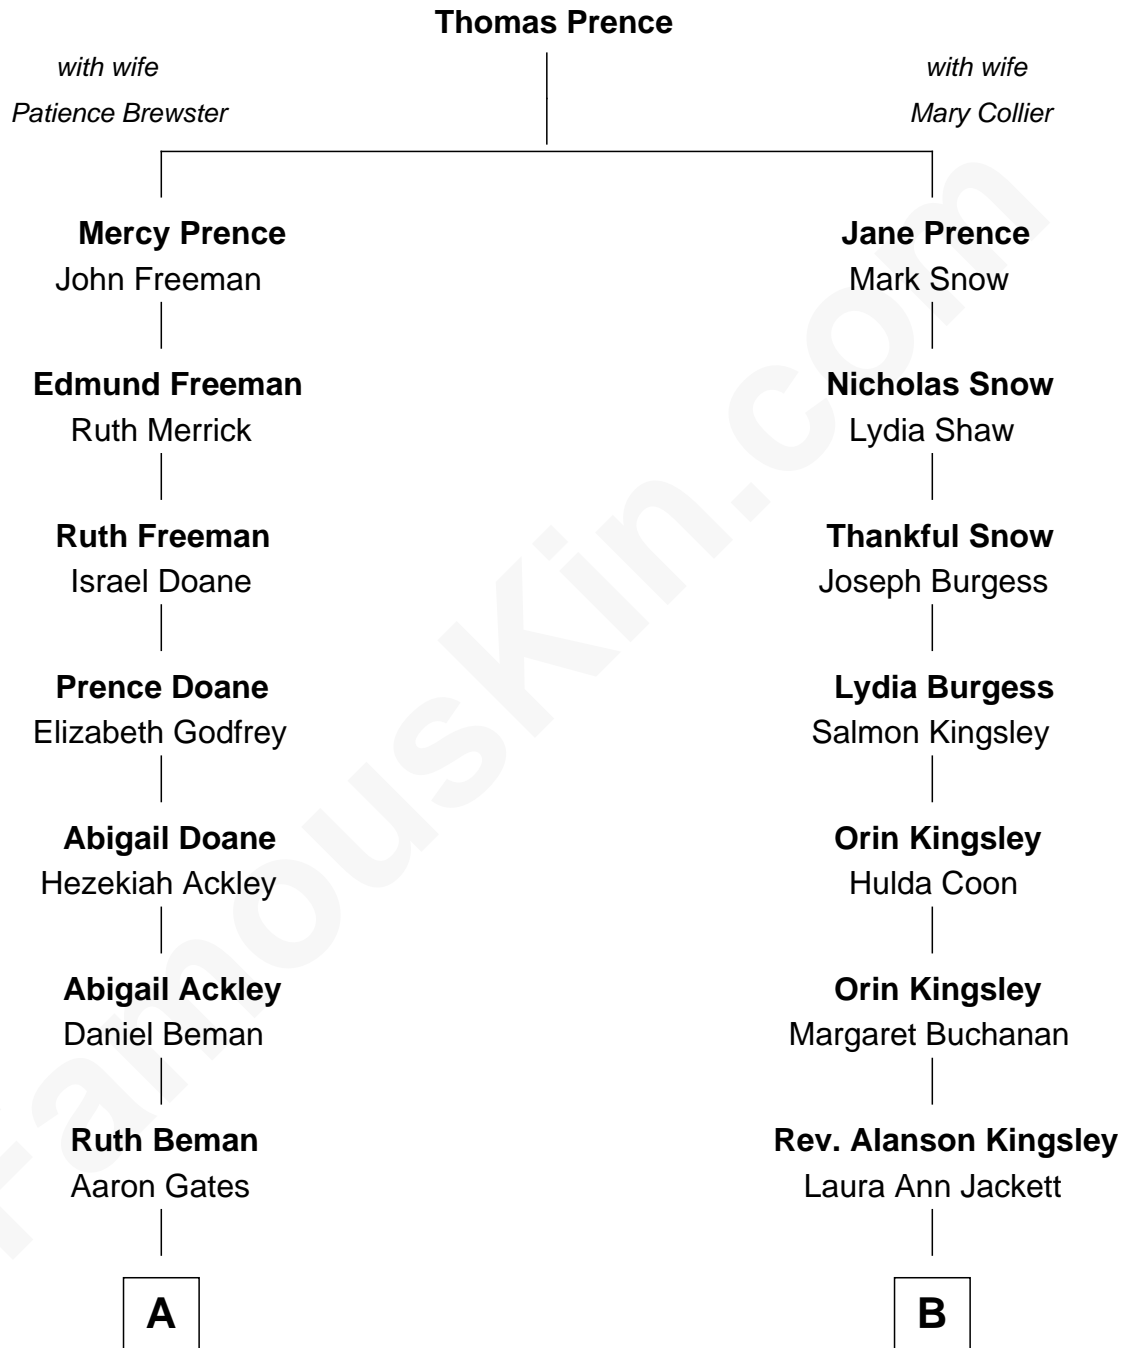 Thomas Prence
with wife
Patience Brewster
with wife
Mary Collier
Mercy Prence
John Freeman
Jane Prence
Mark Snow
Edmund Freeman
Ruth Merrick
Nicholas Snow
Lydia Shaw
Ruth Freeman
Israel Doane
Thankful Snow
Joseph Burgess
Prence Doane
Elizabeth Godfrey
Lydia Burgess
Salmon Kingsley
Abigail Doane
Hezekiah Ackley
Orin Kingsley
Hulda Coon
Abigail Ackley
Daniel Beman
Orin Kingsley
Margaret Buchanan
Ruth Beman
Aaron Gates
Rev. Alanson Kingsley
Laura Ann Jackett
A
B
FamousKin.com